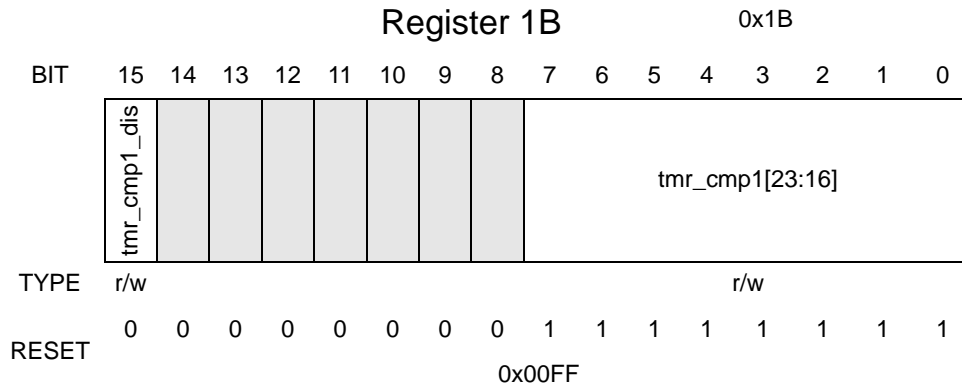 Register 1B 0x1B
BIT 15 14 13 12 11 10 9 8 7 6 5 4 3 2 1 0
tmr_cmp1_dis
tmr_cmp1[23:16]
TYPE r/w r/w
RESET 0 0 0 0 0 0 0 0 1 1 1 1 1 1 1 1
0x00FF